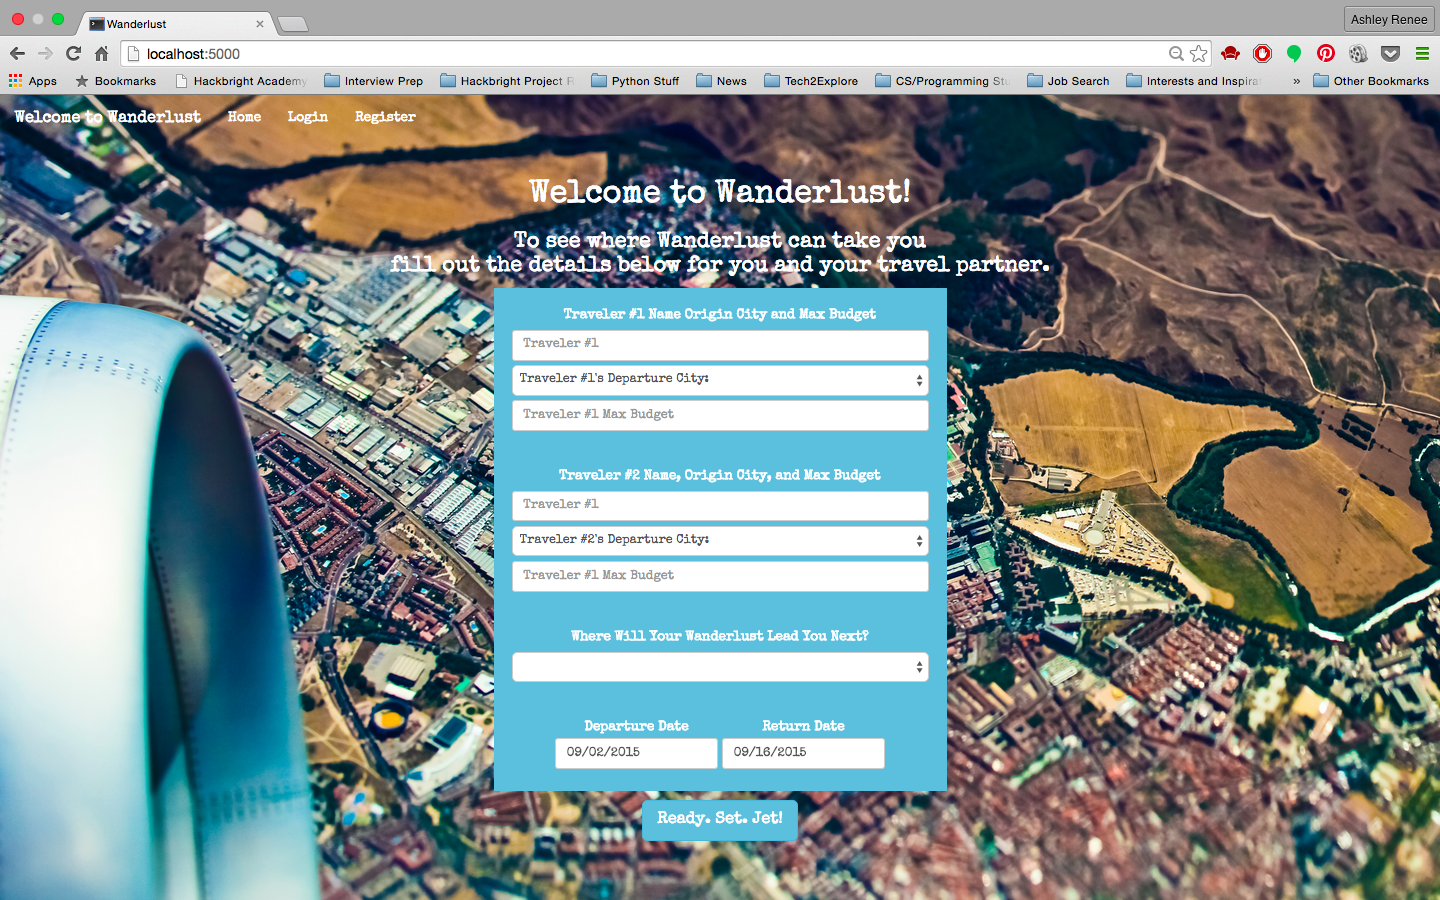 Wanderlust
Ashley Renee
localhost:5000
Apps Bookmarks Hackbright Academy Interview Prep Hackbright Project R Python Stuff News Tech2Explore CS/Programming Stu Job Search Interests and Inspirat » Other Bookmarks
Welcome to Wanderlust Home Login Register
Welcome to Wanderlust!
To see where Wanderlust can take you
fill out the details below for you and your travel partner.
Traveler #1 Name Origin City and Max Budget
Traveler #1
Traveler #1's Departure City:
Traveler #1 Max Budget
Traveler #2 Name, Origin City, and Max Budget
Traveler #1
Traveler #2's Departure City:
Traveler #1 Max Budget
Where Will Your Wanderlust Lead You Next?
Departure Date Return Date
09/02/2015 09/16/2015
Ready. Set. Jet!